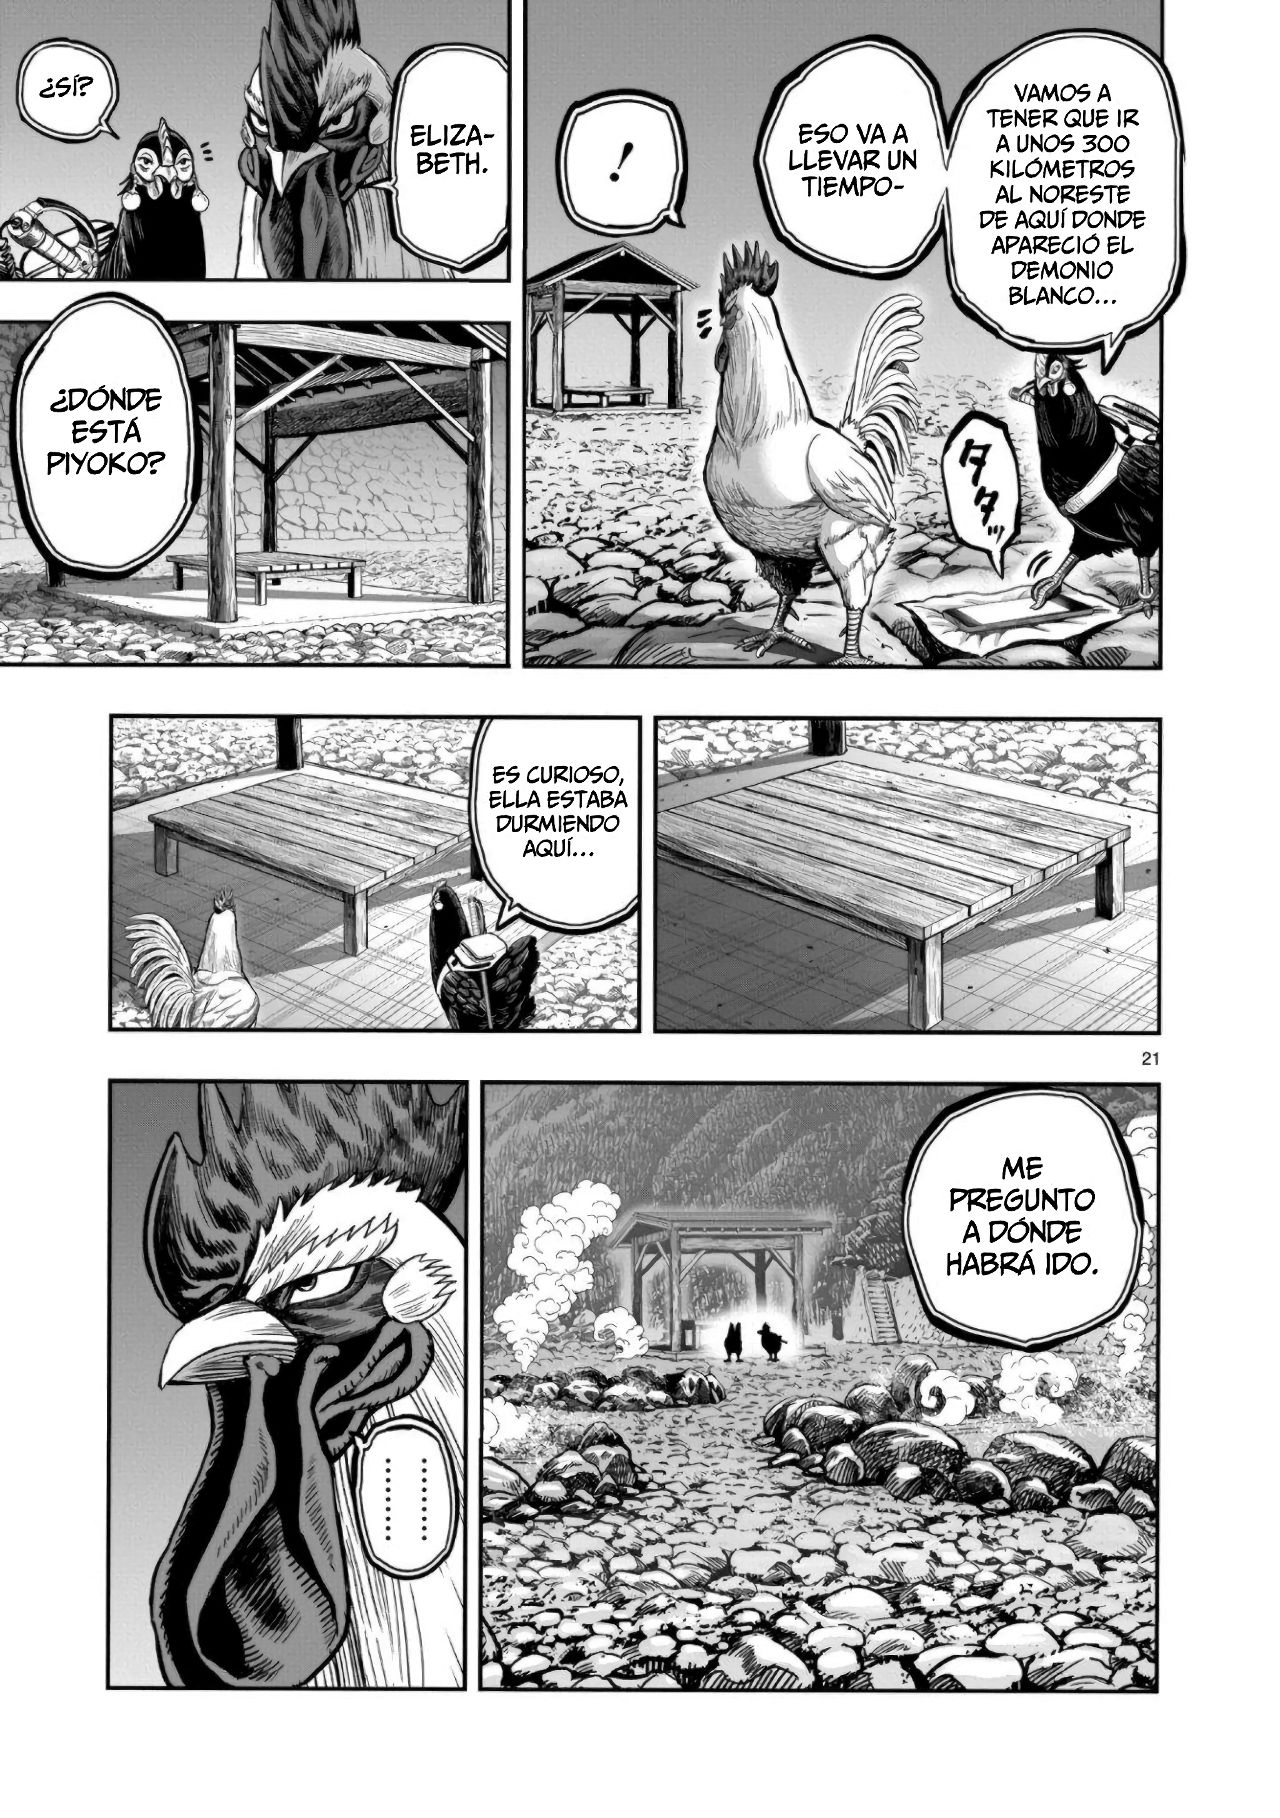 VAMOS A
TENER QUE IR
A UNOS 300
KILÓMETROS
AL NORESTE
DE AQUÍ DONDE
APARECIÓ EL
DEMONIO
BLANCO...
ESO VA A
LLEVAR UN
TIEMPO-
!
タタタッ
ELIZA-
BETH.
¿SÍ?
¿DÓNDE
ESTÁ
PIYOKO?
ES CURIOSO,
ELLA ESTABA
DURMIENDO
AQUÍ...
21
ME
PREGUNTO
A DÓNDE
HABRÁ IDO.
.........
.........